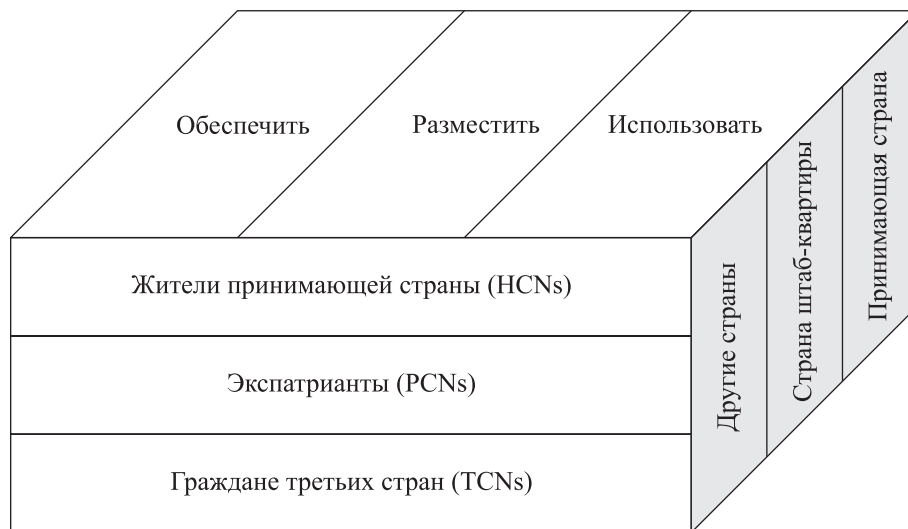 Обеспечить
Разместить
Использовать
Жители принимающей страны (HCNs)
Экспатрианты (PCNs)
Граждане третьих стран (TCNs)
Другие страны
Страна штаб-квартиры
Принимающая страна